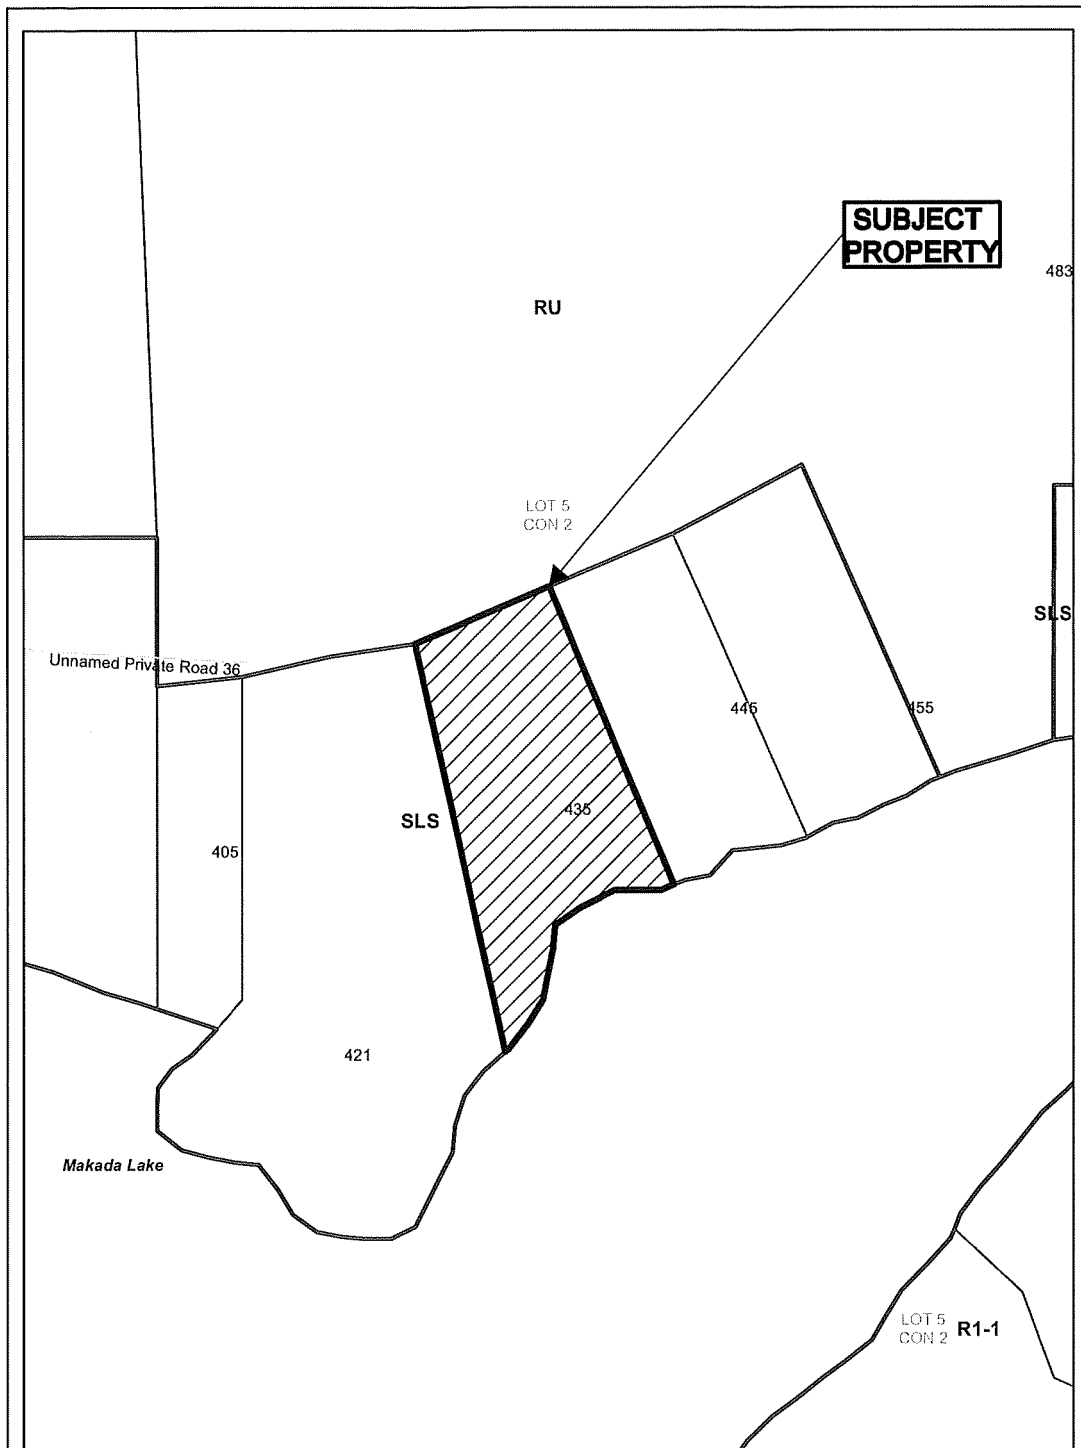 SUBJECT
PROPERTY
483
RU
LOT 5
CON 2
SLS
Unnamed Private Road 36
445
455
435
SLS
405
421
Makada Lake
LOT 5
CON 2
R1-1